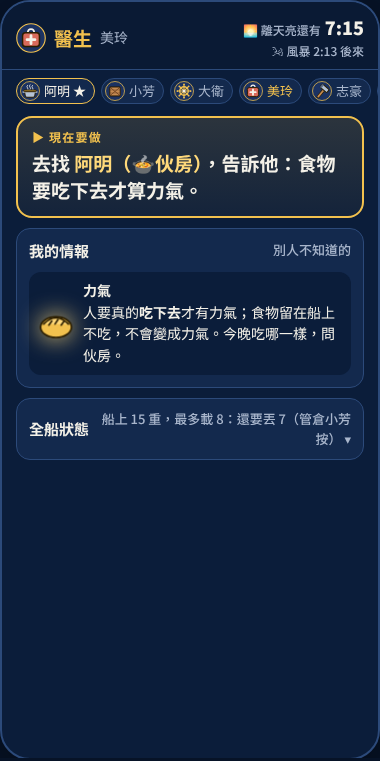 醫生 美玲
🌅 離天亮還有 7:15
🌬 風暴 2:13 後來
阿明 ★ 小芳 大衛 美玲 志豪
▶ 現在要做
去找 阿明（🍲伙房），告訴他：食物
要吃下去才算力氣。
我的情報 別人不知道的
力氣
人要真的吃下去才有力氣；食物留在船上
不吃，不會變成力氣。今晚吃哪一樣，問
伙房。
全船狀態
船上 15 重，最多載 8：還要丟 7（管倉小芳
按） ▾